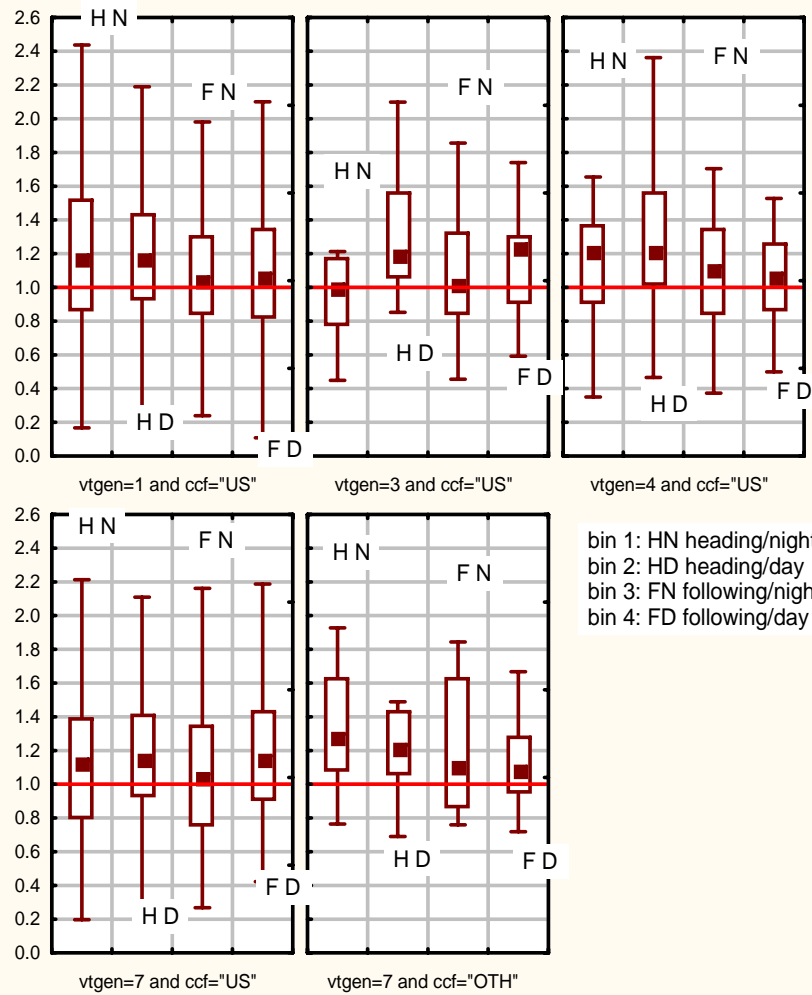 2.6
2.4
2.2
2.0
1.8
1.6
1.4
1.2
1.0
0.8
0.6
0.4
0.2
0.0
H N
F N
H D
F D
vtgen=1 and ccf="US"
H N
F N
H D
F D
vtgen=3 and ccf="US"
H N
F N
H D
F D
vtgen=4 and ccf="US"
2.6
2.4
2.2
2.0
1.8
1.6
1.4
1.2
1.0
0.8
0.6
0.4
0.2
0.0
H N
F N
H D
F D
vtgen=7 and ccf="US"
H N
F N
H D
F D
vtgen=7 and ccf="OTH"
bin 1: HN heading/night
bin 2: HD heading/day
bin 3: FN following/nigh
bin 4: FD following/day